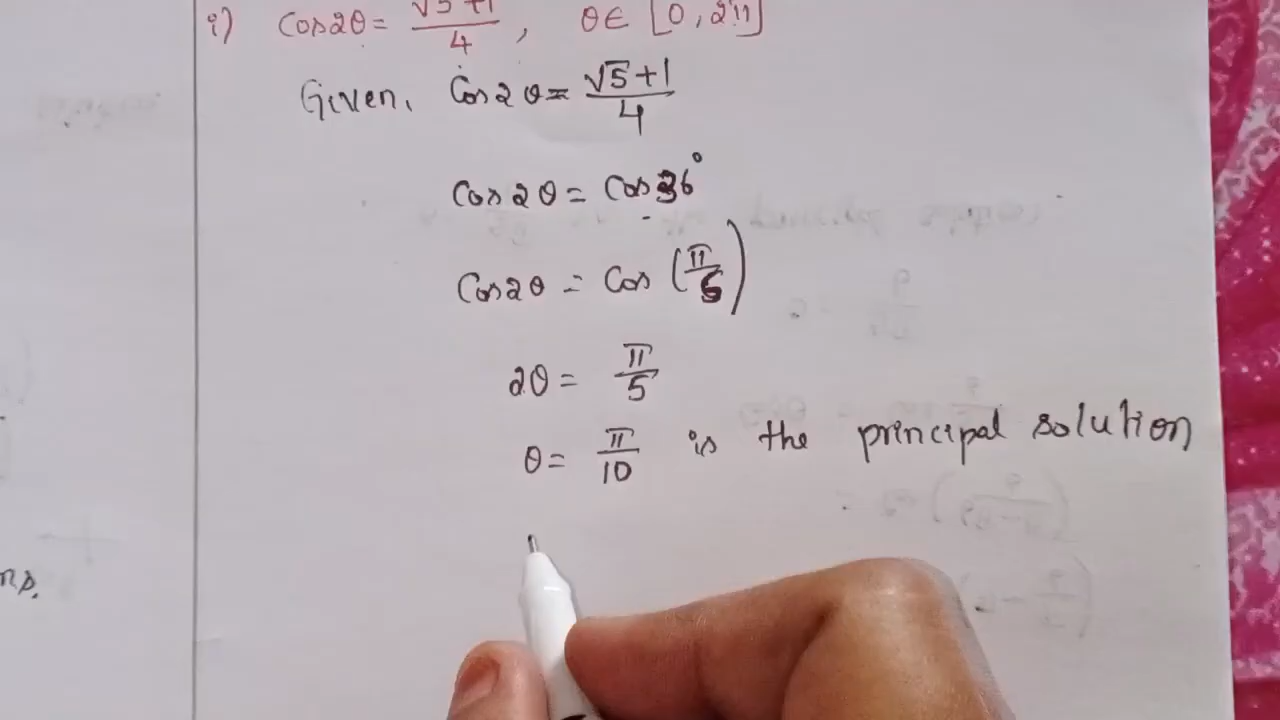 i) Cos2θ = √5+1/4 , θ∈ [0, 2π]
Given, Cos2θ = √5+1/4
Cos2θ = Cos36°
Cos2θ = Cos (π/5)
2θ = π/5
θ = π/10 is the principal solution
ns.